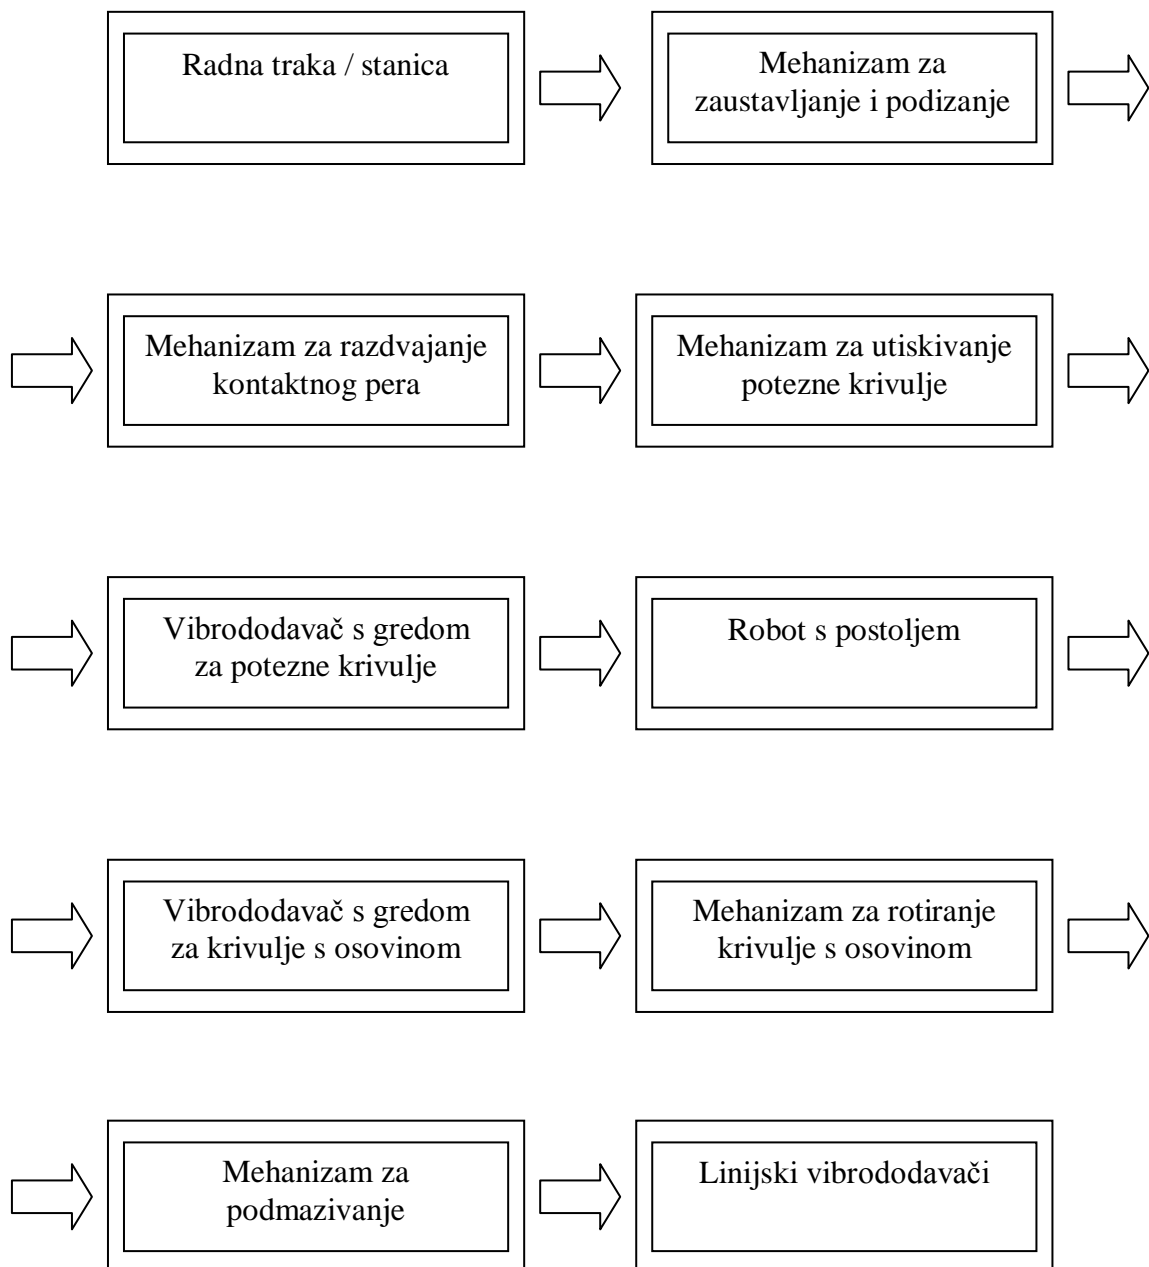 Radna traka / stanica
Mehanizam za
zaustavljanje i podizanje
Mehanizam za razdvajanje
kontaktnog pera
Mehanizam za utiskivanje
potezne krivulje
Vibrododavač s gredom
za potezne krivulje
Robot s postoljem
Vibrododavač s gredom
za krivulje s osovinom
Mehanizam za rotiranje
krivulje s osovinom
Mehanizam za
podmazivanje
Linijski vibrododavači